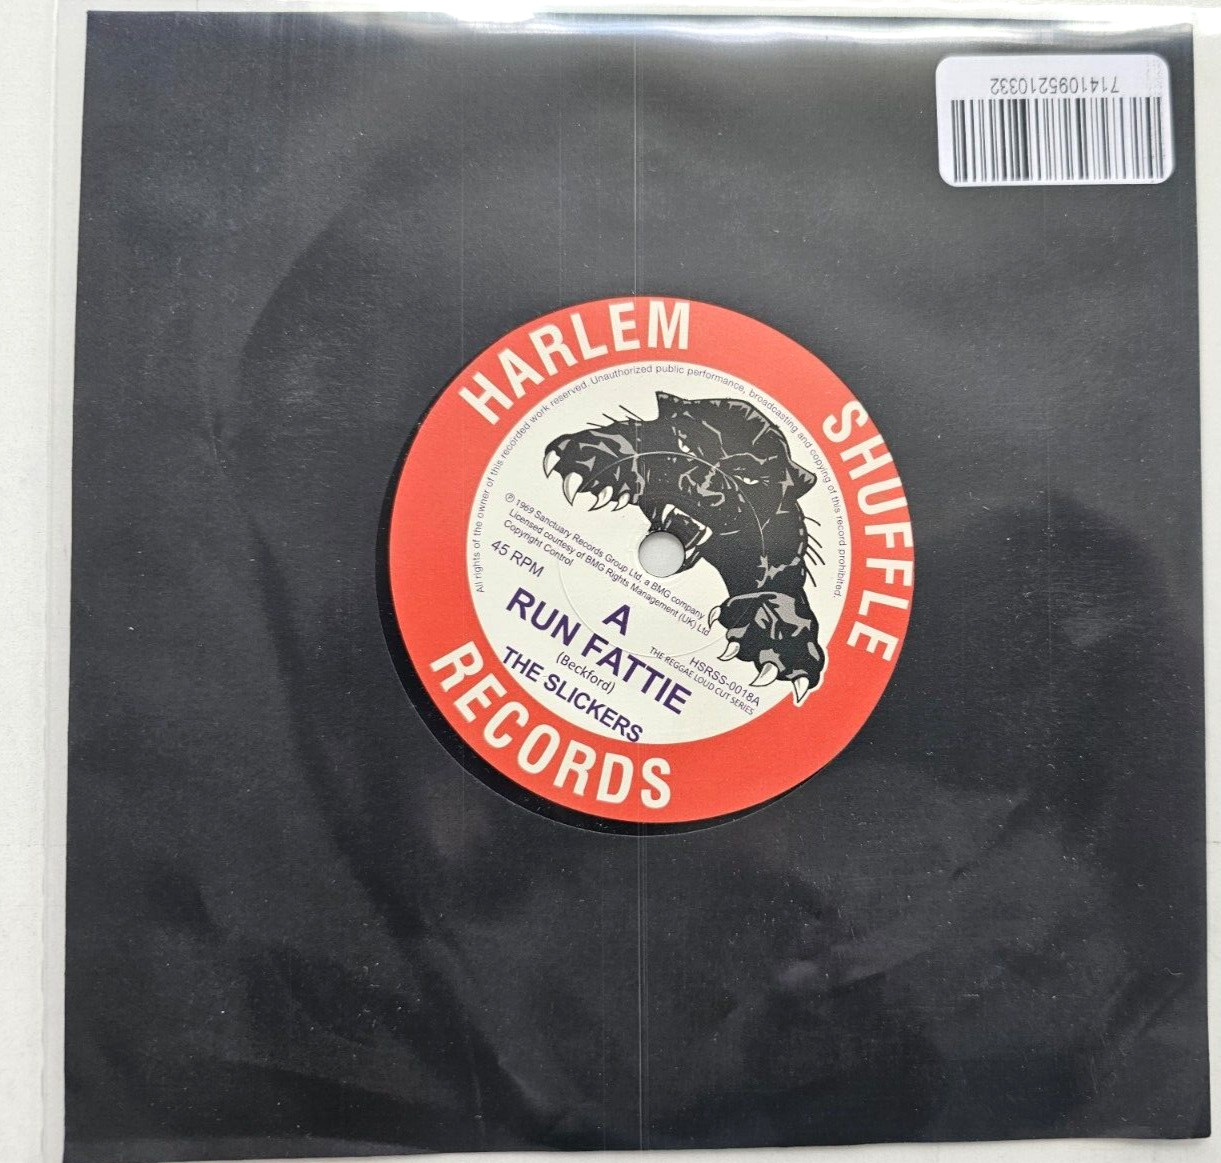 7141095210332
HARLEM
SHUFFLE
RECORDS
All rights of the owner of this recorded work reserved. Unauthorized public performance, broadcasting and copying of this record prohibited.
℗ 1969 Sanctuary Records Group Ltd, a BMG company
Licensed courtesy of BMG Rights Management (UK) Ltd
Copyright Control
45 RPM
A
RUN FATTIE
(Beckford)
THE SLICKERS
HSRSS-0018A
THE REGGAE LOUD CUT SERIES